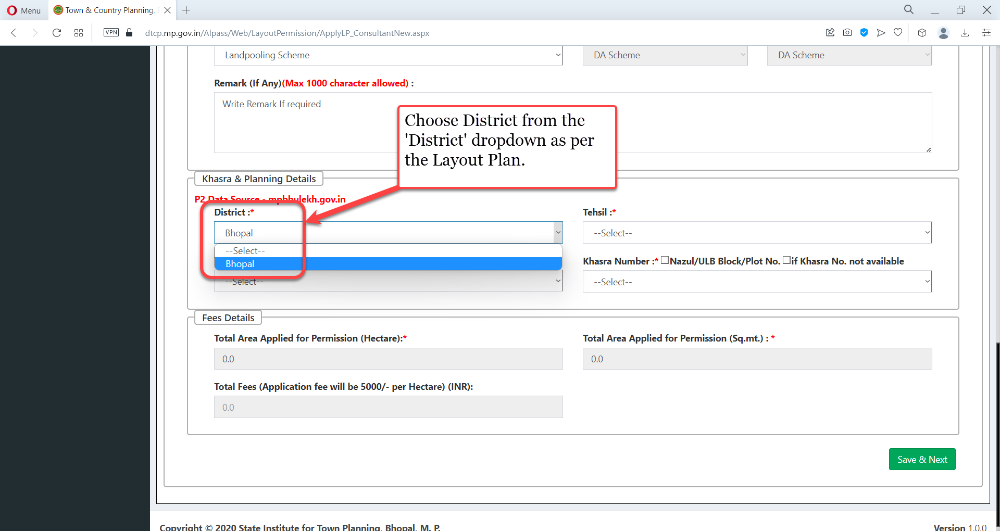 Menu
Town & Country Planning,
VPN
dtcp.mp.gov.in/Alpass/Web/LayoutPermission/ApplyLP_ConsultantNew.aspx
Landpooling Scheme
DA Scheme
DA Scheme
Remark (If Any)(Max 1000 character allowed) :
Write Remark If required
Choose District from the
'District' dropdown as per
the Layout Plan.
Khasra & Planning Details
P2 Data Source - mpbhulekh.gov.in
District :*
Tehsil :*
Bhopal
--Select--
--Select--
Bhopal
Khasra Number :* Nazul/ULB Block/Plot No. if Khasra No. not available
--Select--
--Select--
Fees Details
Total Area Applied for Permission (Hectare):*
Total Area Applied for Permission (Sq.mt.) : *
0.0
0.0
Total Fees (Application fee will be 5000/- per Hectare) (INR):
0.0
Save & Next
Copyright © 2020 State Institute for Town Planning, Bhopal, M. P.
Version 1.0.0